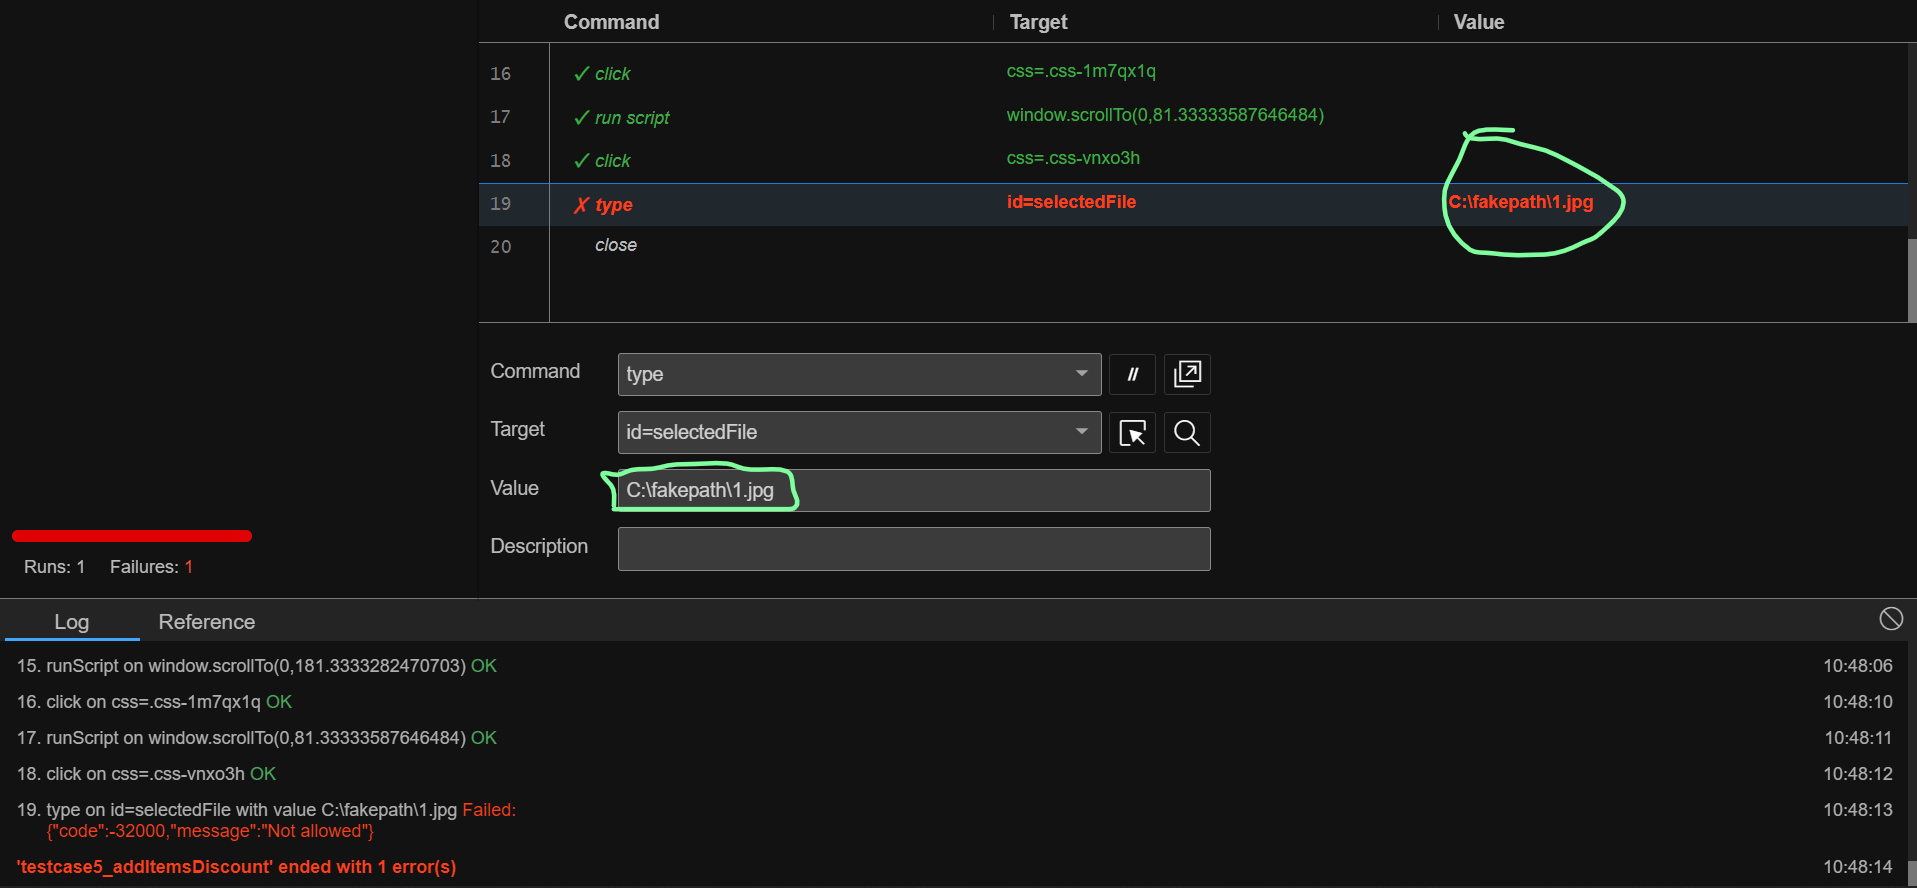 Command Target Value
16 ✓ click css=.css-1m7qx1q
17 ✓ run script window.scrollTo(0,81.33333587646484)
18 ✓ click css=.css-vnxo3h
19 ✗ type id=selectedFile C:\fakepath\1.jpg
20 close
Command type //
Target id=selectedFile
Value C:\fakepath\1.jpg
Description
Runs: 1 Failures: 1
Log Reference
15. runScript on window.scrollTo(0,181.3333282470703) OK 10:48:06
16. click on css=.css-1m7qx1q OK 10:48:10
17. runScript on window.scrollTo(0,81.33333587646484) OK 10:48:11
18. click on css=.css-vnxo3h OK 10:48:12
19. type on id=selectedFile with value C:\fakepath\1.jpg Failed: 10:48:13
{"code":-32000,"message":"Not allowed"}
'testcase5_addItemsDiscount' ended with 1 error(s) 10:48:14